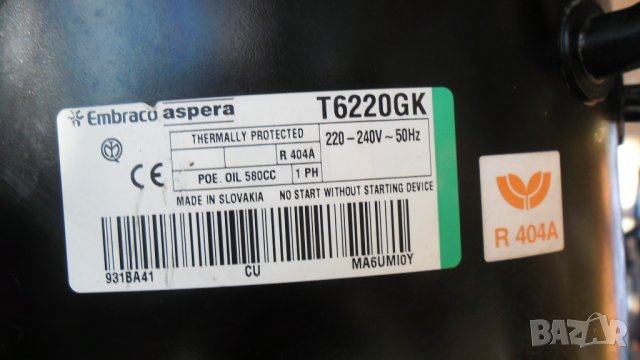 Embraco aspera T6220GK
THERMALLY PROTECTED
220-240V~50Hz
R 404A
POE. OIL 580CC 1 PH
CE
MADE IN SLOVAKIA NO START WITHOUT STARTING DEVICE
931BA41 CU MA6UMI0Y
R 404A
BAZAR